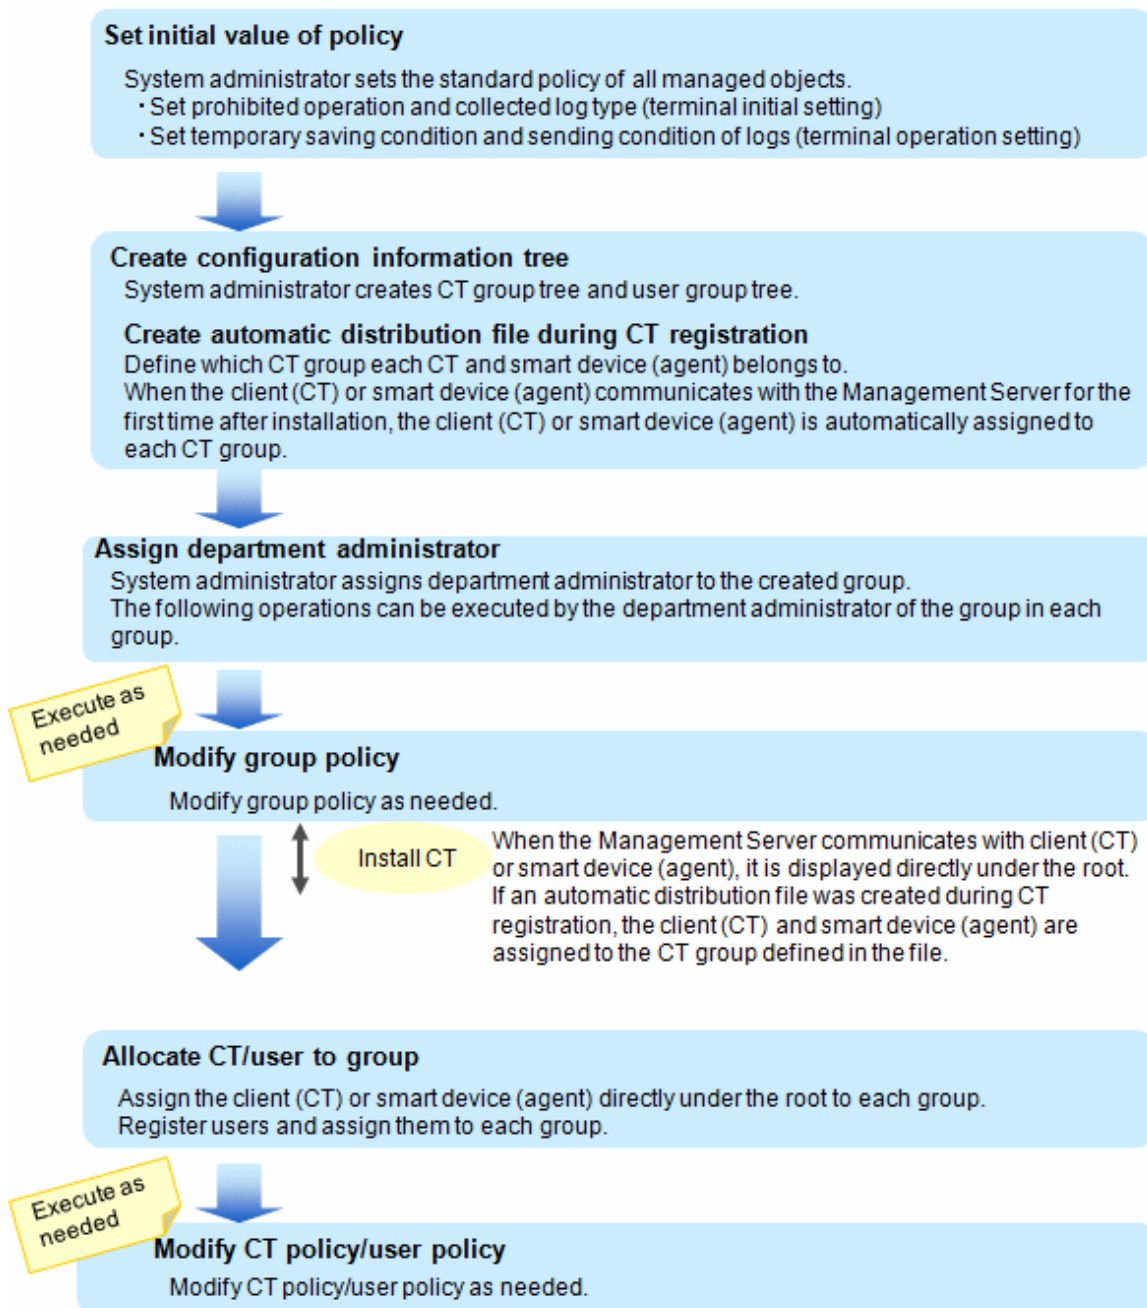 Set initial value of policy
System administrator sets the standard policy of all managed objects.
・Set prohibited operation and collected log type (terminal initial setting)
・Set temporary saving condition and sending condition of logs (terminal operation setting)
Create configuration information tree
System administrator creates CT group tree and user group tree.
Create automatic distribution file during CT registration
Define which CT group each CT and smart device (agent) belongs to.
When the client (CT) or smart device (agent) communicates with the Management Server for the
first time after installation, the client (CT) or smart device (agent) is automatically assigned to
each CT group.
Assign department administrator
System administrator assigns department administrator to the created group.
The following operations can be executed by the department administrator of the group in each
group.
Execute as
needed
Modify group policy
Modify group policy as needed.
Install CT
When the Management Server communicates with client (CT)
or smart device (agent), it is displayed directly under the root.
If an automatic distribution file was created during CT
registration, the client (CT) and smart device (agent) are
assigned to the CT group defined in the file.
Allocate CT/user to group
Assign the client (CT) or smart device (agent) directly under the root to each group.
Register users and assign them to each group.
Execute as
needed
Modify CT policy/user policy
Modify CT policy/user policy as needed.